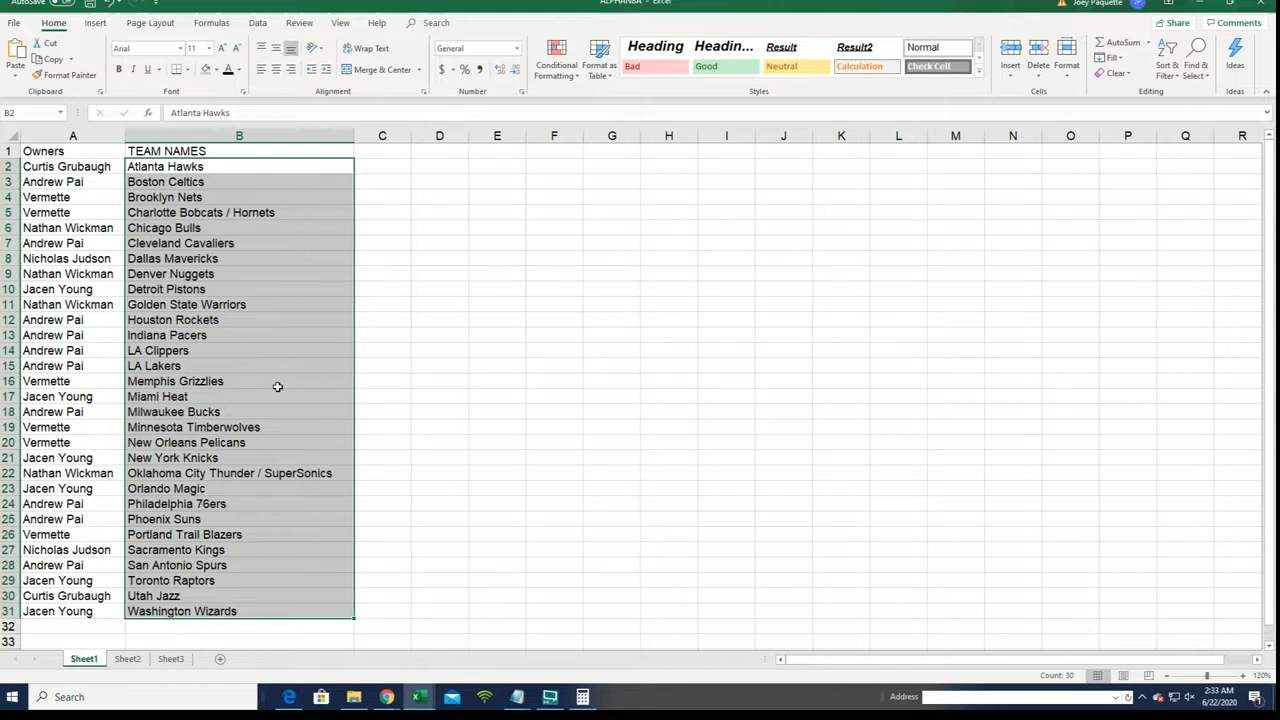 AutoSave
ALPHANBA - Excel
Joey Paquette JP
File Home Insert Page Layout Formulas Data Review View Help Search Share Comments
Paste Cut Copy Format Painter
Arial 11 A A Wrap Text General Heading Headin... Result Result2 Normal
B I U A Merge & Center $ % 9 Bad Good Neutral Calculation Check Cell
Conditional Formatting Format as Table Insert Delete Format AutoSum Fill Clear Sort & Filter Find & Select Ideas
Clipboard Font Alignment Number Styles Cells Editing Ideas
B2 fx Atlanta Hawks
A B C D E F G H I J K L M N O P Q R
1 Owners TEAM NAMES
2 Curtis Grubaugh Atlanta Hawks
3 Andrew Pai Boston Celtics
4 Vermette Brooklyn Nets
5 Vermette Charlotte Bobcats / Hornets
6 Nathan Wickman Chicago Bulls
7 Andrew Pai Cleveland Cavaliers
8 Nicholas Judson Dallas Mavericks
9 Nathan Wickman Denver Nuggets
10 Jacen Young Detroit Pistons
11 Nathan Wickman Golden State Warriors
12 Andrew Pai Houston Rockets
13 Andrew Pai Indiana Pacers
14 Andrew Pai LA Clippers
15 Andrew Pai LA Lakers
16 Vermette Memphis Grizzlies
17 Jacen Young Miami Heat
18 Andrew Pai Milwaukee Bucks
19 Vermette Minnesota Timberwolves
20 Vermette New Orleans Pelicans
21 Jacen Young New York Knicks
22 Nathan Wickman Oklahoma City Thunder / SuperSonics
23 Jacen Young Orlando Magic
24 Andrew Pai Philadelphia 76ers
25 Andrew Pai Phoenix Suns
26 Vermette Portland Trail Blazers
27 Nicholas Judson Sacramento Kings
28 Andrew Pai San Antonio Spurs
29 Jacen Young Toronto Raptors
30 Curtis Grubaugh Utah Jazz
31 Jacen Young Washington Wizards
32
33
Sheet1 Sheet2 Sheet3
Count: 30 120%
Search Address 2:33 AM
6/22/2020